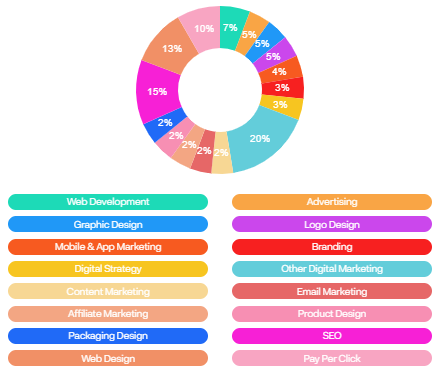 7%
5%
5%
5%
4%
3%
3%
20%
2%
2%
2%
2%
2%
15%
13%
10%
Web Development
Advertising
Graphic Design
Logo Design
Mobile & App Marketing
Branding
Digital Strategy
Other Digital Marketing
Content Marketing
Email Marketing
Affiliate Marketing
Product Design
Packaging Design
SEO
Web Design
Pay Per Click